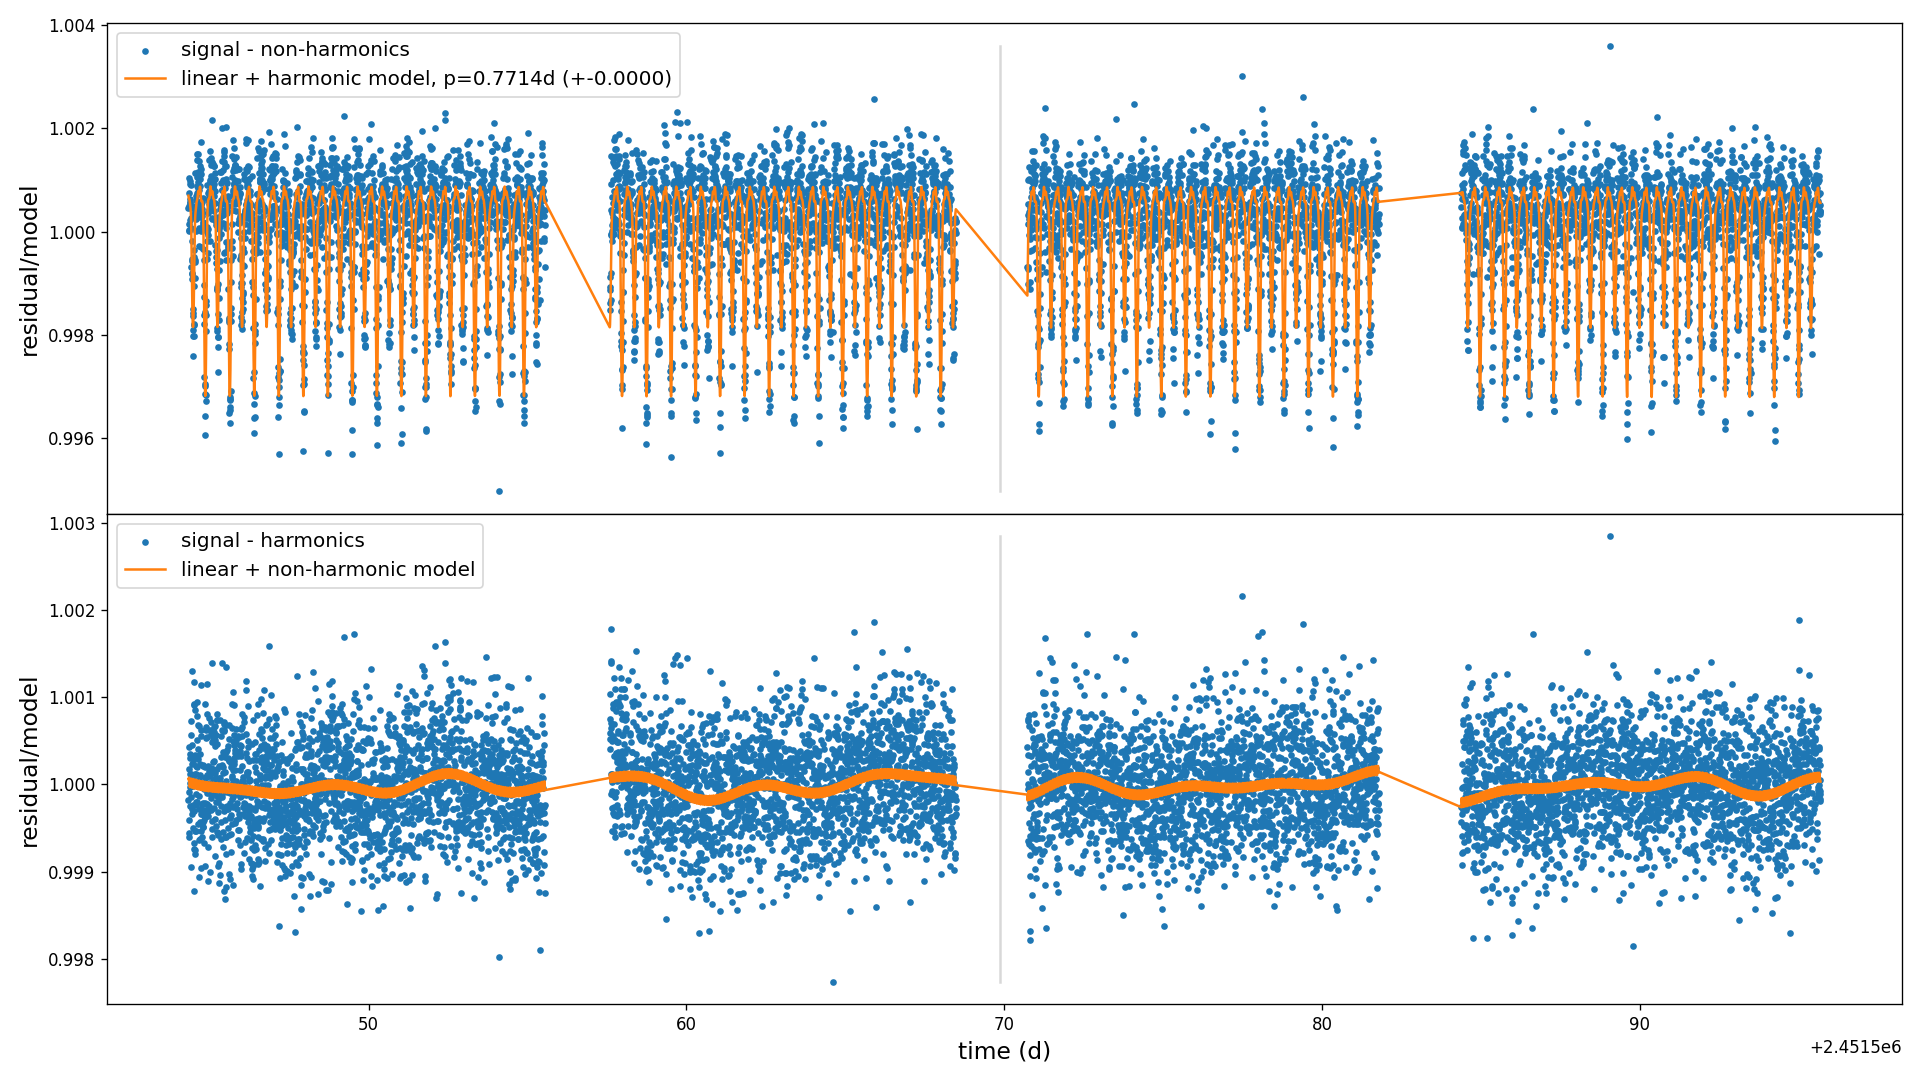 1.004
1.002
1.000
0.998
0.996
residual/model
signal - non-harmonics
linear + harmonic model, p=0.7714d (+-0.0000)
1.003
1.002
1.001
1.000
0.999
0.998
residual/model
signal - harmonics
linear + non-harmonic model
50
60
70
80
90
time (d)
+2.4515e6